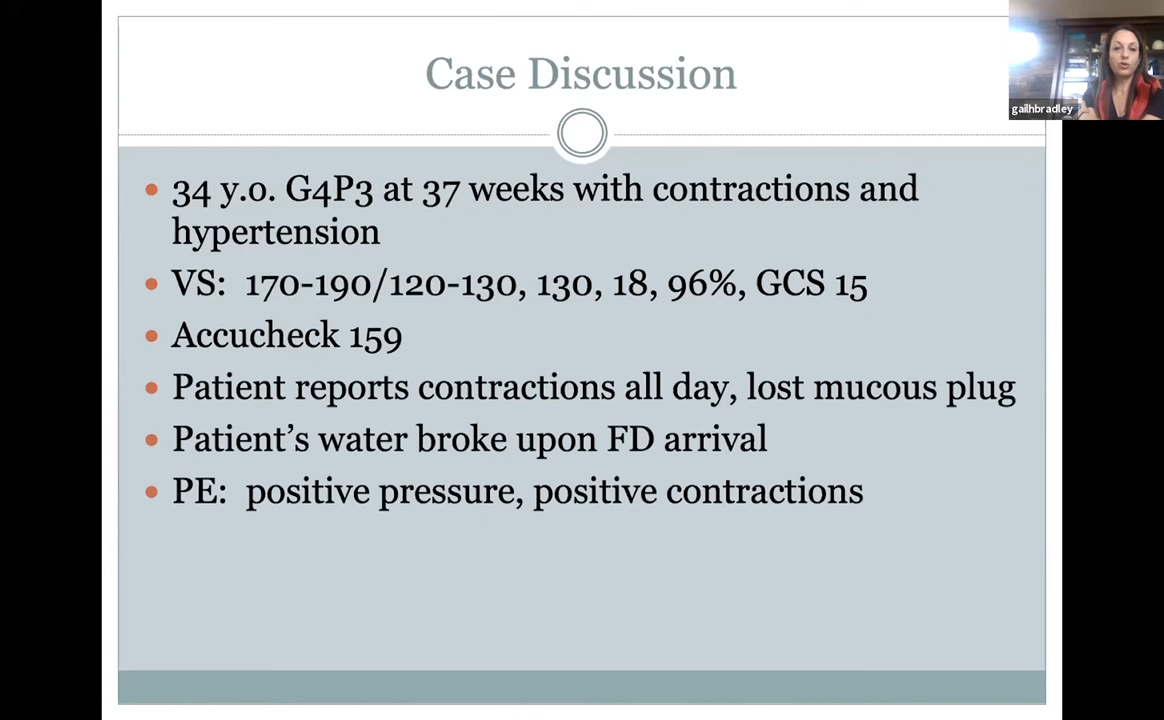 Case Discussion
gailhbradley
34 y.o. G4P3 at 37 weeks with contractions and
hypertension
VS: 170-190/120-130, 130, 18, 96%, GCS 15
Accucheck 159
Patient reports contractions all day, lost mucous plug
Patient’s water broke upon FD arrival
PE: positive pressure, positive contractions